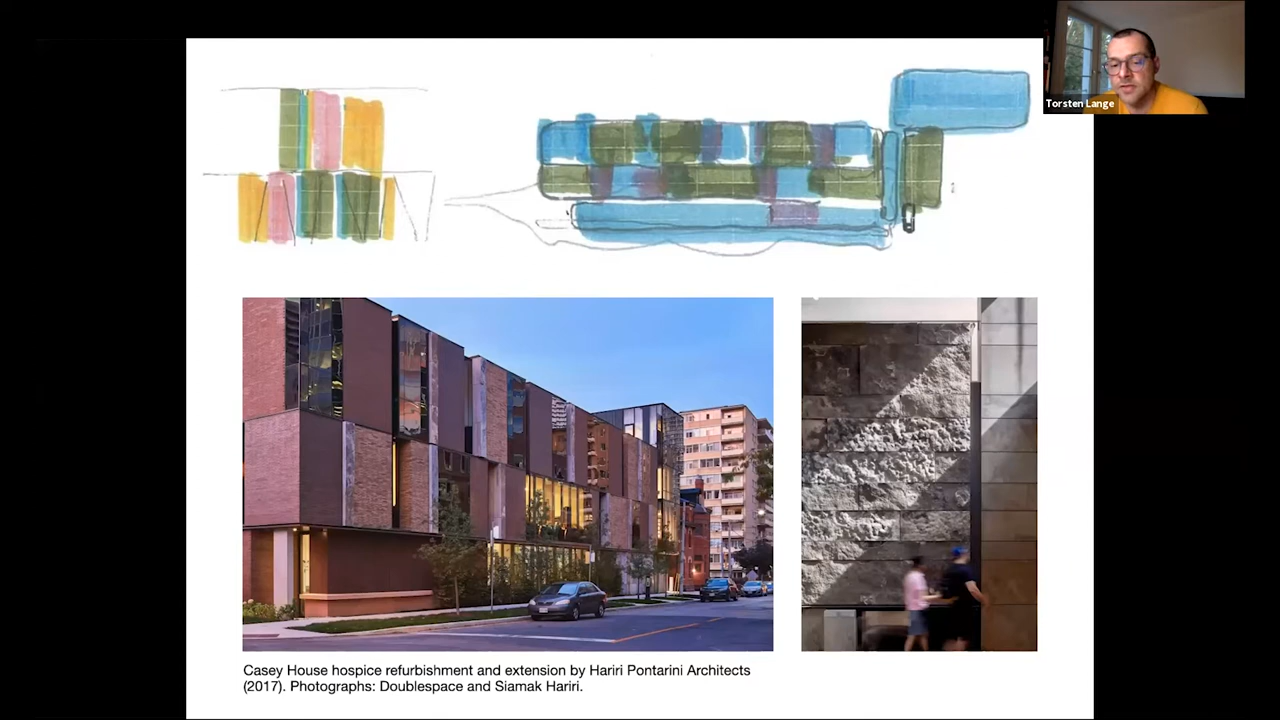 Torsten Lange
Casey House hospice refurbishment and extension by Hariri Pontarini Architects
(2017). Photographs: Doublespace and Siamak Hariri.